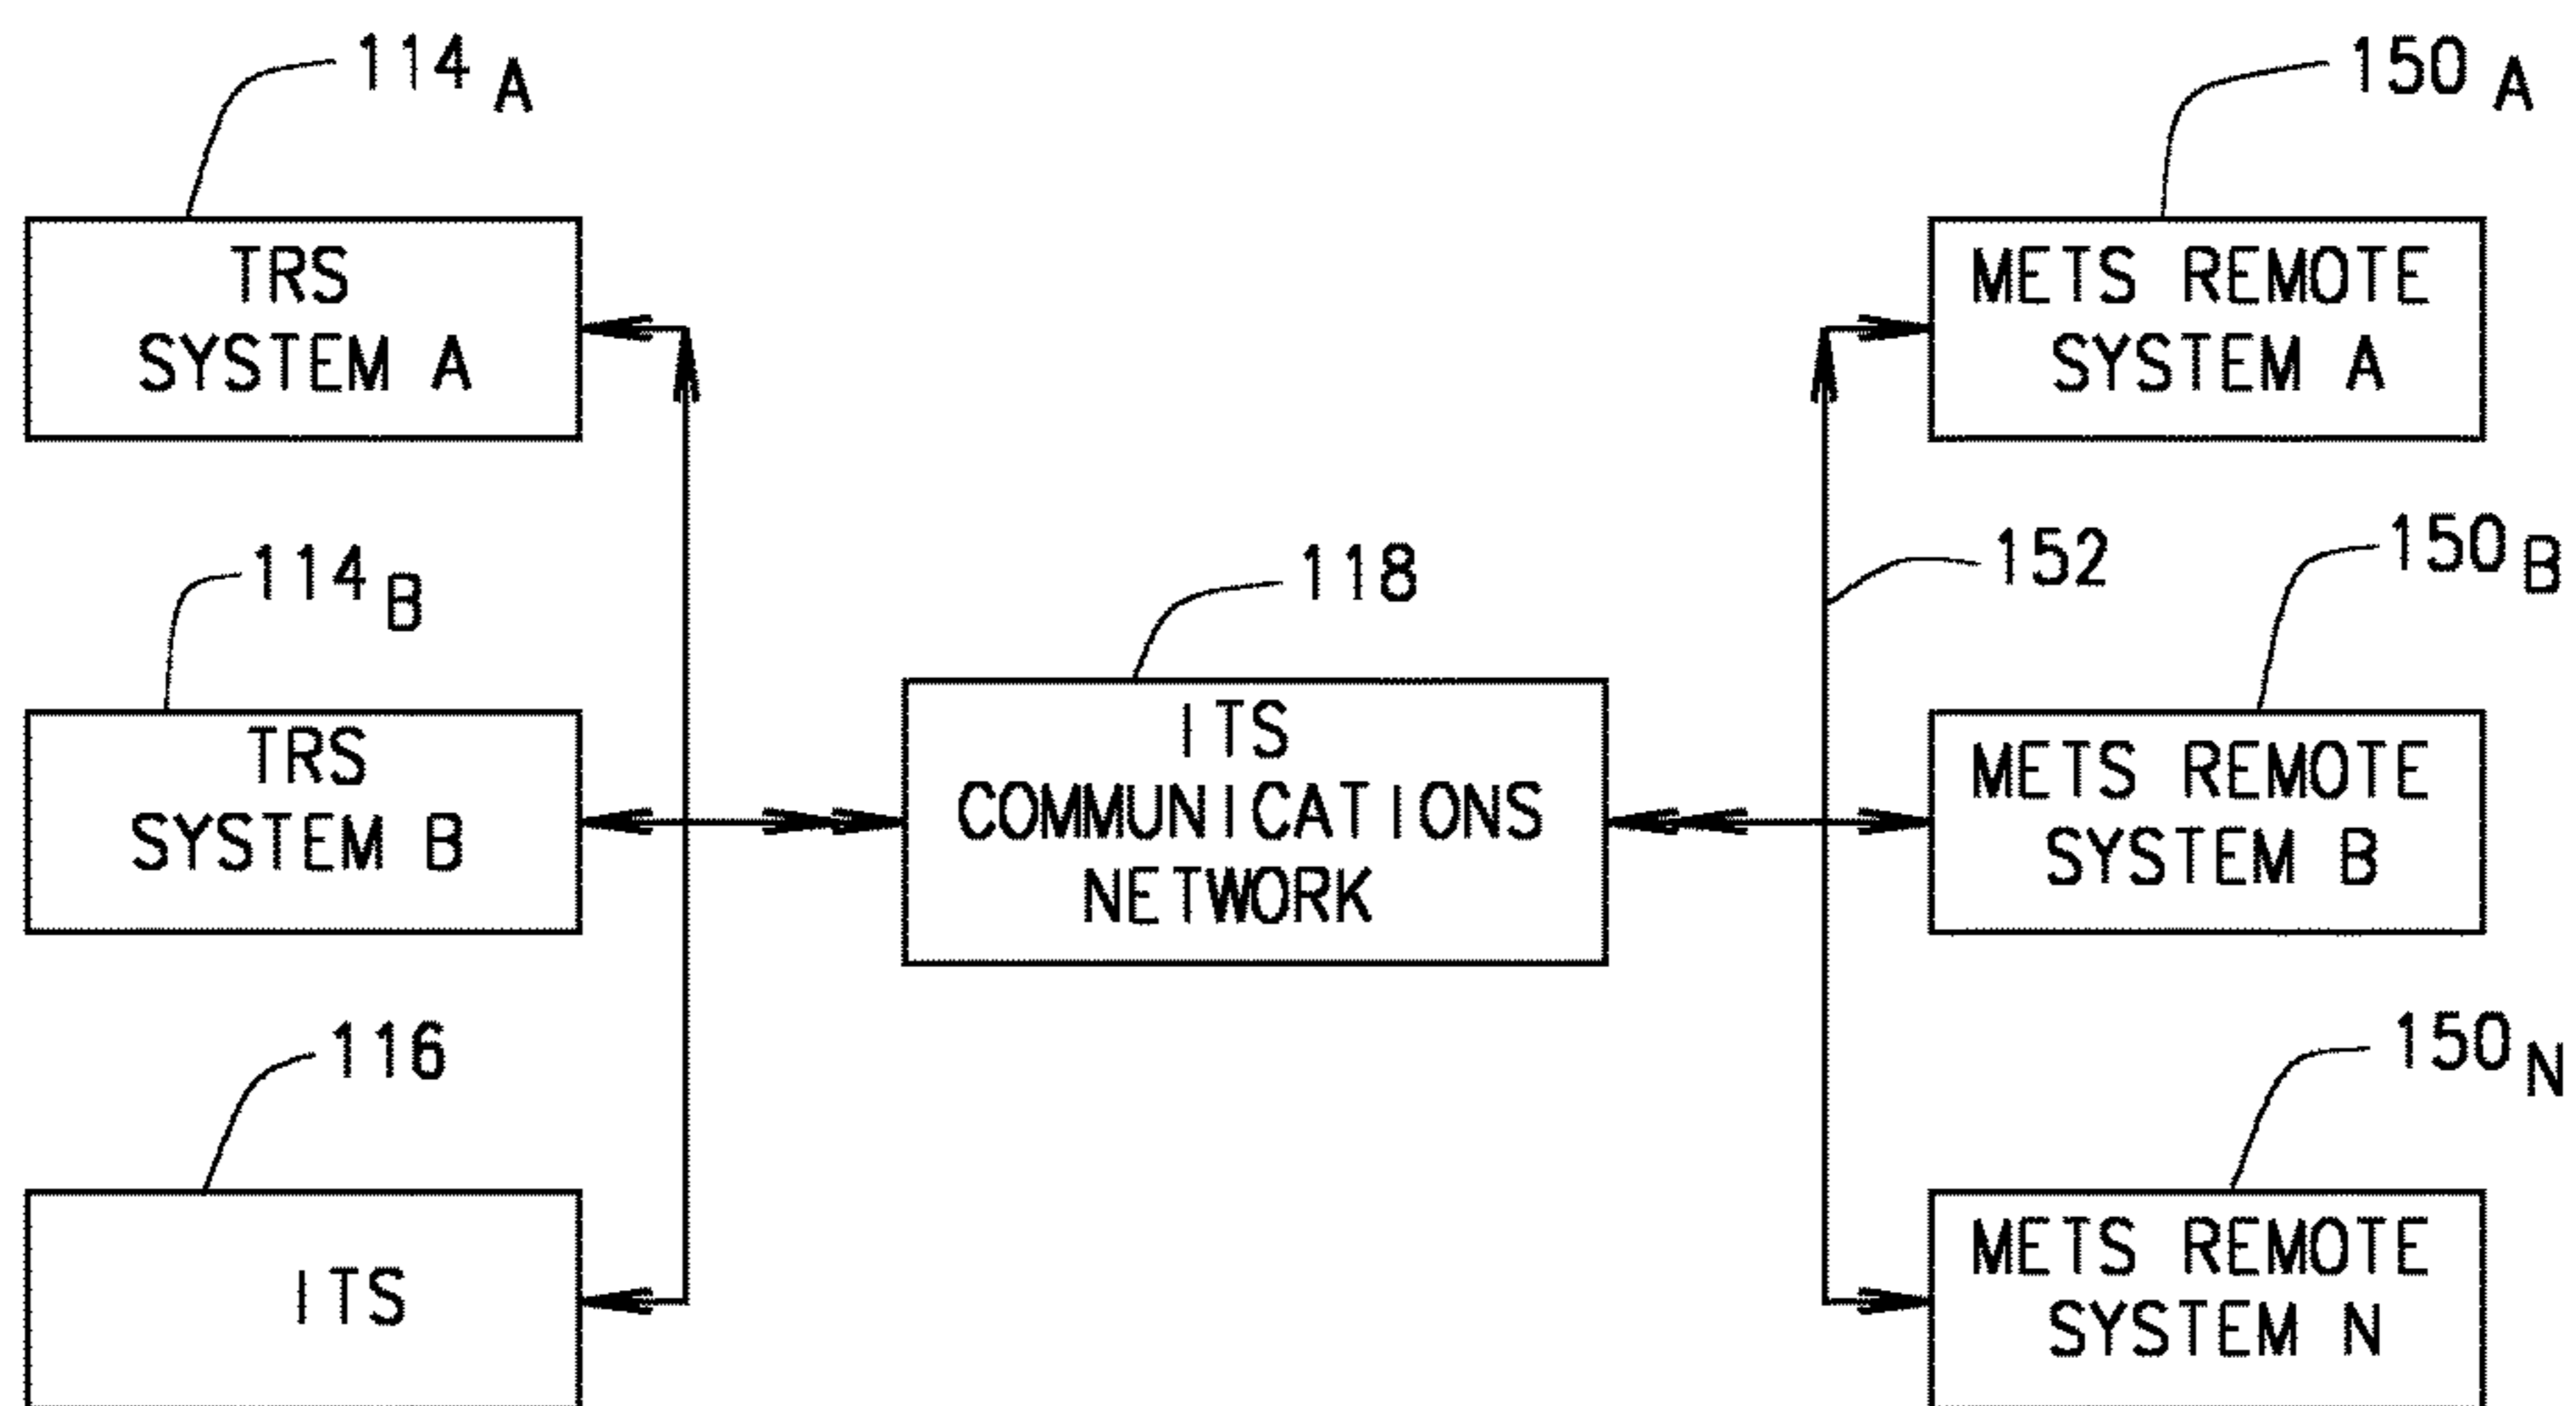 114 A
TRS
SYSTEM A
114 B
TRS
SYSTEM B
116
ITS
118
ITS
COMMUNICATIONS
NETWORK
152
150 A
METS REMOTE
SYSTEM A
150 B
METS REMOTE
SYSTEM B
150 N
METS REMOTE
SYSTEM N